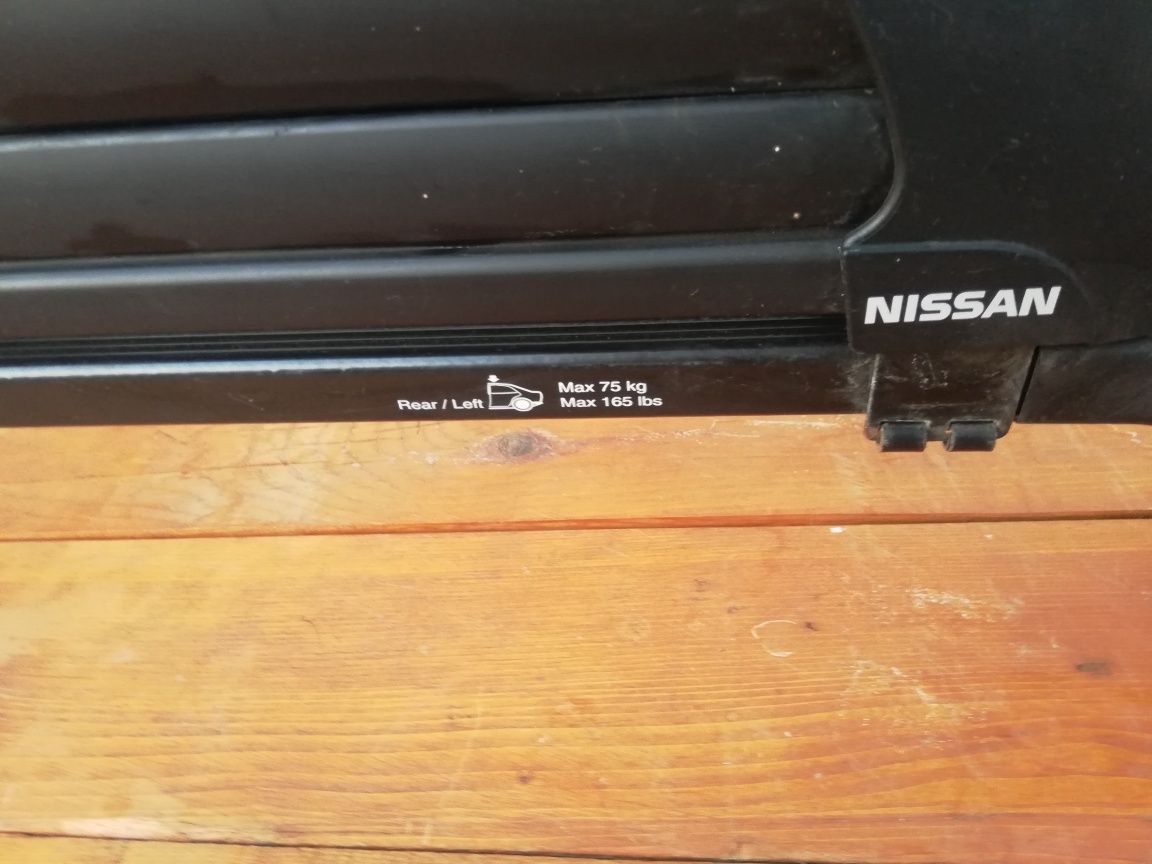 NISSAN
Rear / Left
Max 75 kg
Max 165 lbs